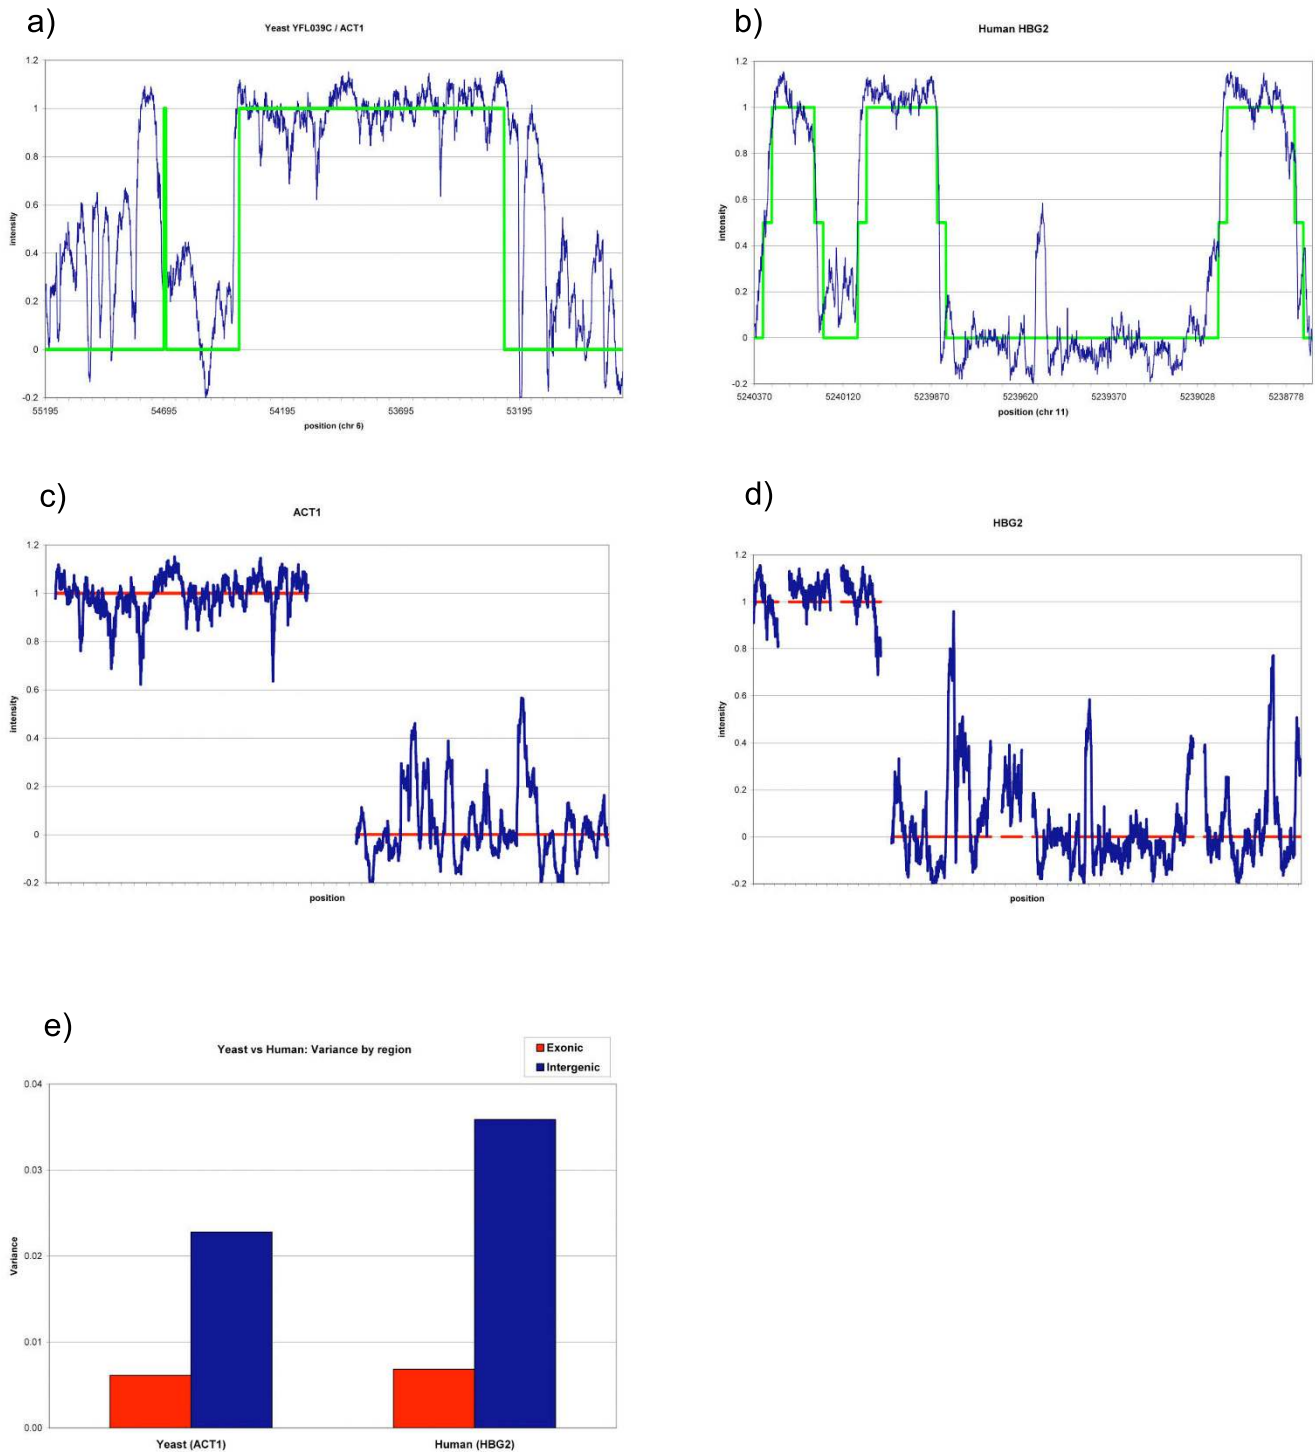 a)
Yeast YFL039C / ACT1
1.2
1
0.8
0.6
0.4
0.2
0
-0.2
intensity
55195 54695 54195 53695 53195
position (chr 6)
b)
Human HBG2
1.2
1
0.8
0.6
0.4
0.2
0
-0.2
intensity
5240370 5240120 5239870 5239620 5239370 5239028 5238778
position (chr 11)
c)
ACT1
1.2
1
0.8
0.6
0.4
0.2
0
-0.2
intensity
position
d)
HBG2
1.2
1
0.8
0.6
0.4
0.2
0
-0.2
intensity
position
e)
Yeast vs Human: Variance by region
Exonic
Intergenic
0.04
0.03
0.02
0.01
0.00
Variance
Yeast (ACT1) Human (HBG2)